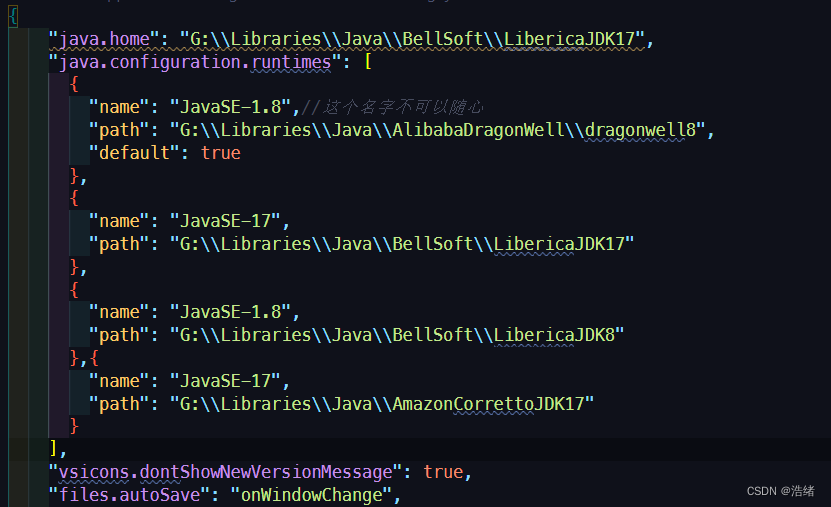 {
"java.home": "G:\\Libraries\\Java\\BellSoft\\LibericaJDK17",
"java.configuration.runtimes": [
{
"name": "JavaSE-1.8",//这个名字不可以随心
"path": "G:\\Libraries\\Java\\AlibabaDragonWell\\dragonwell8",
"default": true
},
{
"name": "JavaSE-17",
"path": "G:\\Libraries\\Java\\BellSoft\\LibericaJDK17"
},
{
"name": "JavaSE-1.8",
"path": "G:\\Libraries\\Java\\BellSoft\\LibericaJDK8"
},{
"name": "JavaSE-17",
"path": "G:\\Libraries\\Java\\AmazonCorrettoJDK17"
}
],
"vsicons.dontShowNewVersionMessage": true,
"files.autoSave": "onWindowChange",
CSDN @浩绪